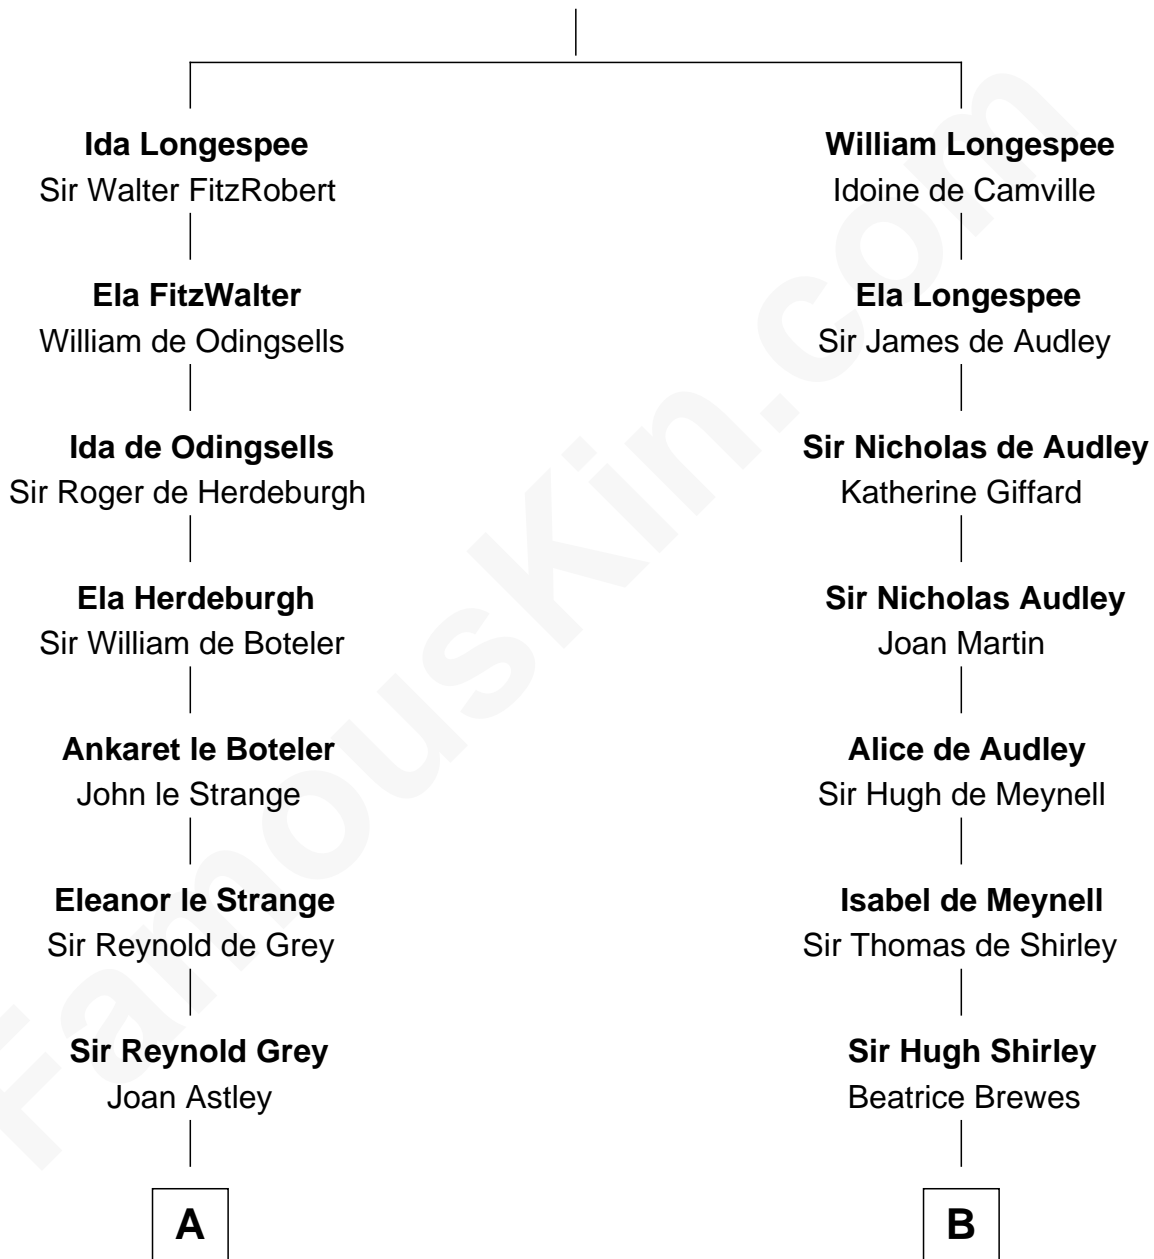 Ida Longespee
Sir Walter FitzRobert
William Longespee
Idoine de Camville
Ela FitzWalter
William de Odingsells
Ela Longespee
Sir James de Audley
Ida de Odingsells
Sir Roger de Herdeburgh
Sir Nicholas de Audley
Katherine Giffard
Ela Herdeburgh
Sir William de Boteler
Sir Nicholas Audley
Joan Martin
Ankaret le Boteler
John le Strange
Alice de Audley
Sir Hugh de Meynell
Eleanor le Strange
Sir Reynold de Grey
Isabel de Meynell
Sir Thomas de Shirley
Sir Reynold Grey
Joan Astley
Sir Hugh Shirley
Beatrice Brewes
A
B
FamousKin.com